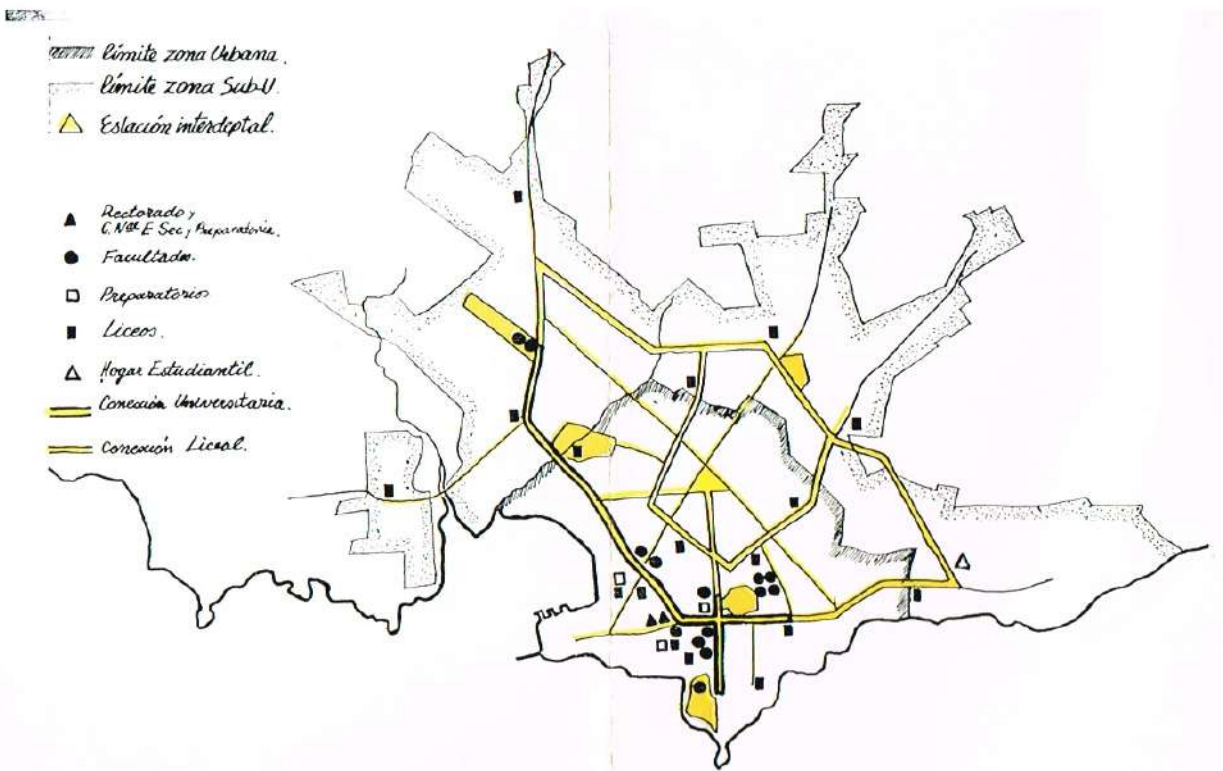 límite zona Urbana.
límite zona Sub-U.
Estación interdeptal.
Rectorado y
C. Nal E Sec, y Preparatoria.
Facultades.
Preparatorios
Liceos.
Hogar Estudiantil.
Conexión Universitaria.
Conexión Liceal.